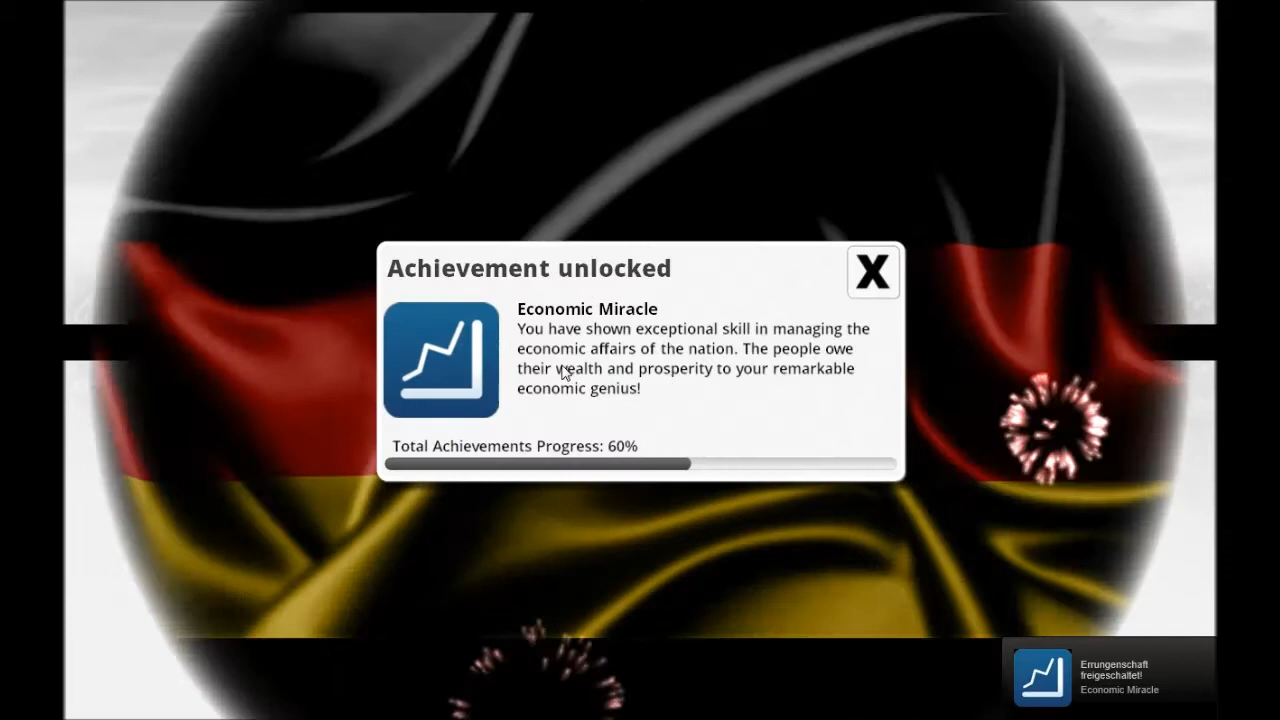 Achievement unlocked
X
Economic Miracle
You have shown exceptional skill in managing the
economic affairs of the nation. The people owe
their wealth and prosperity to your remarkable
economic genius!
Total Achievements Progress: 60%
Errungenschaft
freigeschaltet!
Economic Miracle